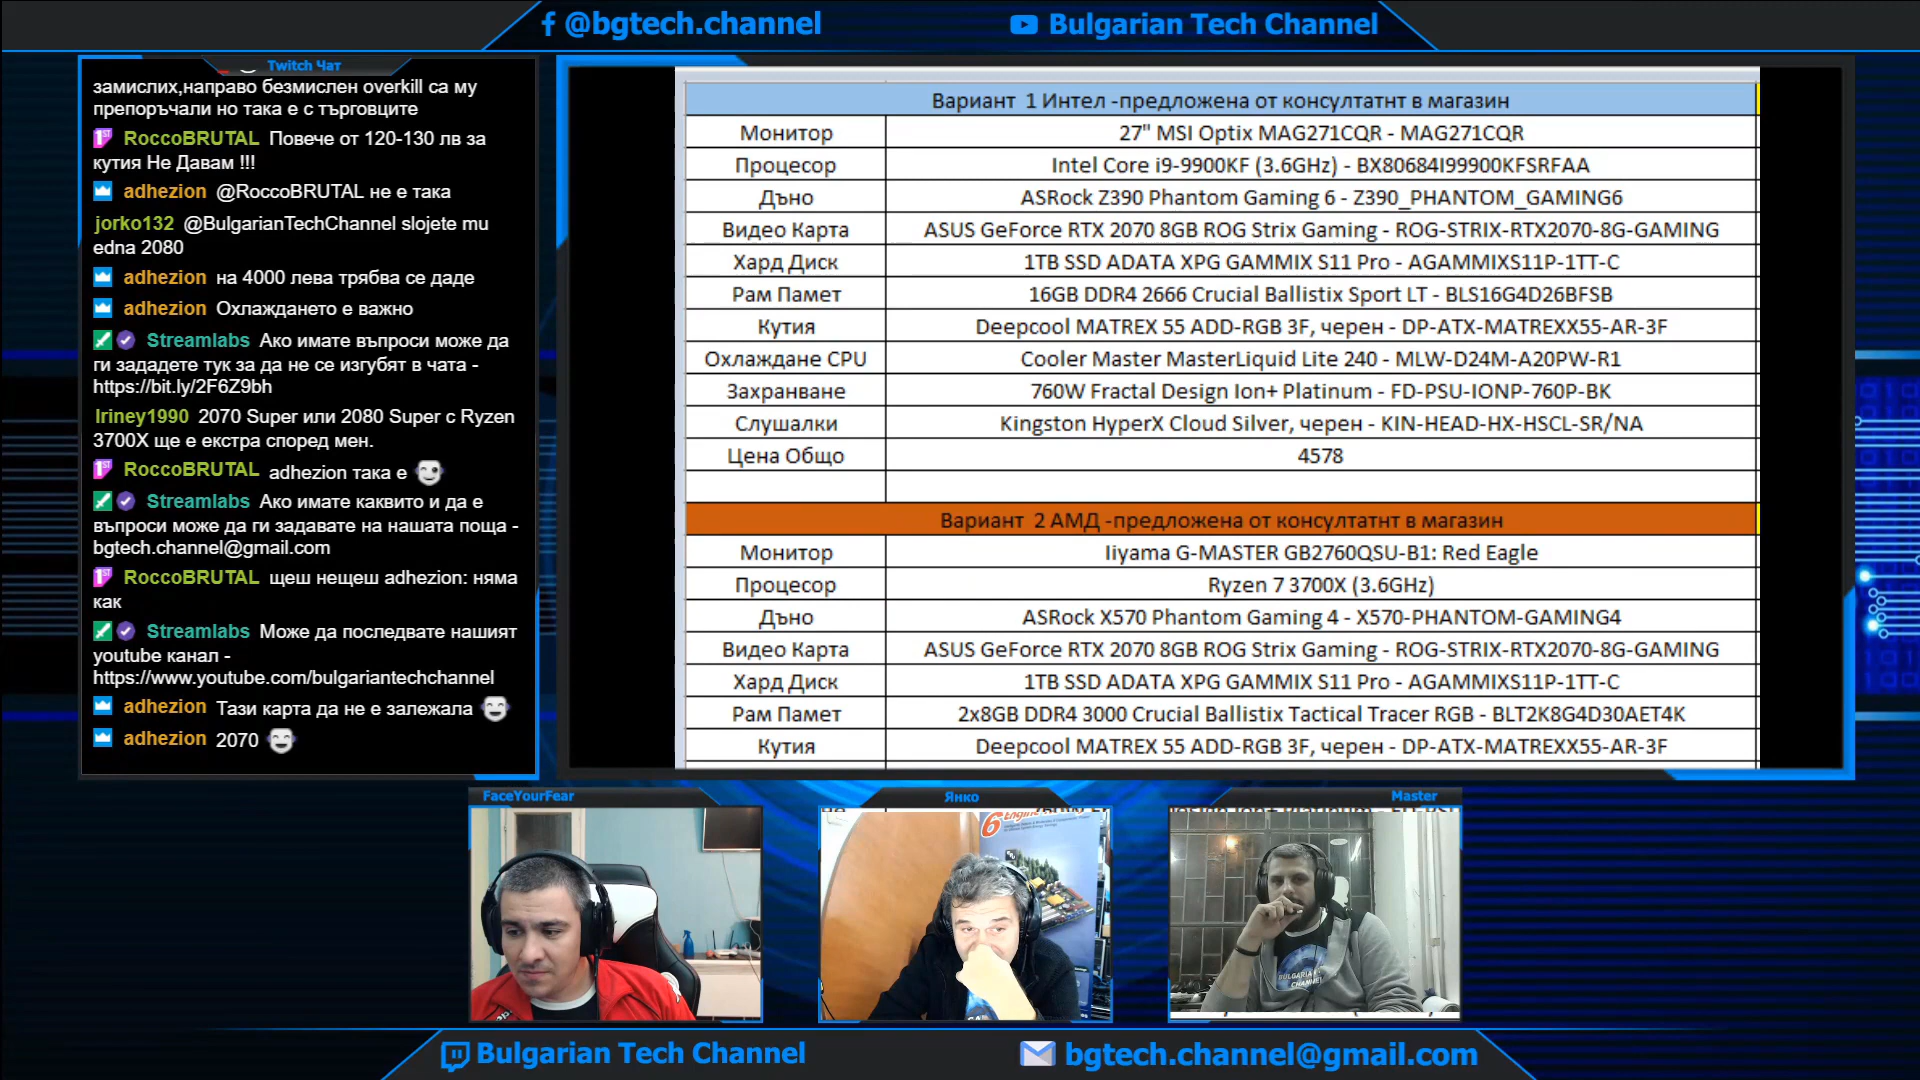 @bgtech.channel
Bulgarian Tech Channel
Twitch Чат
замислих,направо безмислен overkill са му
препоръчали но така е с търговците
RoccoBRUTAL Повече от 120-130 лв за
кутия Не Давам !!!
adhezion @RoccoBRUTAL не е така
jorko132 @BulgarianTechChannel slojete mu
edna 2080
adhezion на 4000 лева трябва се даде
adhezion Охлаждането е важно
Streamlabs Ако имате въпроси може да
ги зададете тук за да не се изгубят в чата -
https://bit.ly/2F6Z9bh
Iriney1990 2070 Super или 2080 Super с Ryzen
3700X ще е екстра според мен.
RoccoBRUTAL adhezion така е
Streamlabs Ако имате каквито и да е
въпроси може да ги задавате на нашата поща -
bgtech.channel@gmail.com
RoccoBRUTAL щеш нещеш adhezion: няма
как
Streamlabs Може да последвате нашият
youtube канал -
https://www.youtube.com/bulgariantechchannel
adhezion Тази карта да не е залежала
adhezion 2070
Вариант 1 Интел -предложена от консултатнт в магазин
Монитор 27" MSI Optix MAG271CQR - MAG271CQR
Процесор Intel Core i9-9900KF (3.6GHz) - BX80684I99900KFSRFAA
Дъно ASRock Z390 Phantom Gaming 6 - Z390_PHANTOM_GAMING6
Видео Карта ASUS GeForce RTX 2070 8GB ROG Strix Gaming - ROG-STRIX-RTX2070-8G-GAMING
Хард Диск 1TB SSD ADATA XPG GAMMIX S11 Pro - AGAMMIXS11P-1TT-C
Рам Памет 16GB DDR4 2666 Crucial Ballistix Sport LT - BLS16G4D26BFSB
Кутия Deepcool MATREX 55 ADD-RGB 3F, черен - DP-ATX-MATREXX55-AR-3F
Охлаждане CPU Cooler Master MasterLiquid Lite 240 - MLW-D24M-A20PW-R1
Захранване 760W Fractal Design Ion+ Platinum - FD-PSU-IONP-760P-BK
Слушалки Kingston HyperX Cloud Silver, черен - KIN-HEAD-HX-HSCL-SR/NA
Цена Общо 4578
Вариант 2 АМД -предложена от консултатнт в магазин
Монитор Iiyama G-MASTER GB2760QSU-B1: Red Eagle
Процесор Ryzen 7 3700X (3.6GHz)
Дъно ASRock X570 Phantom Gaming 4 - X570-PHANTOM-GAMING4
Видео Карта ASUS GeForce RTX 2070 8GB ROG Strix Gaming - ROG-STRIX-RTX2070-8G-GAMING
Хард Диск 1TB SSD ADATA XPG GAMMIX S11 Pro - AGAMMIXS11P-1TT-C
Рам Памет 2x8GB DDR4 3000 Crucial Ballistix Tactical Tracer RGB - BLT2K8G4D30AET4K
Кутия Deepcool MATREX 55 ADD-RGB 3F, черен - DP-ATX-MATREXX55-AR-3F
FaceYourFear
Янко
Master
6 Engine
BULGARIAN
CHANNEL
Bulgarian Tech Channel
bgtech.channel@gmail.com